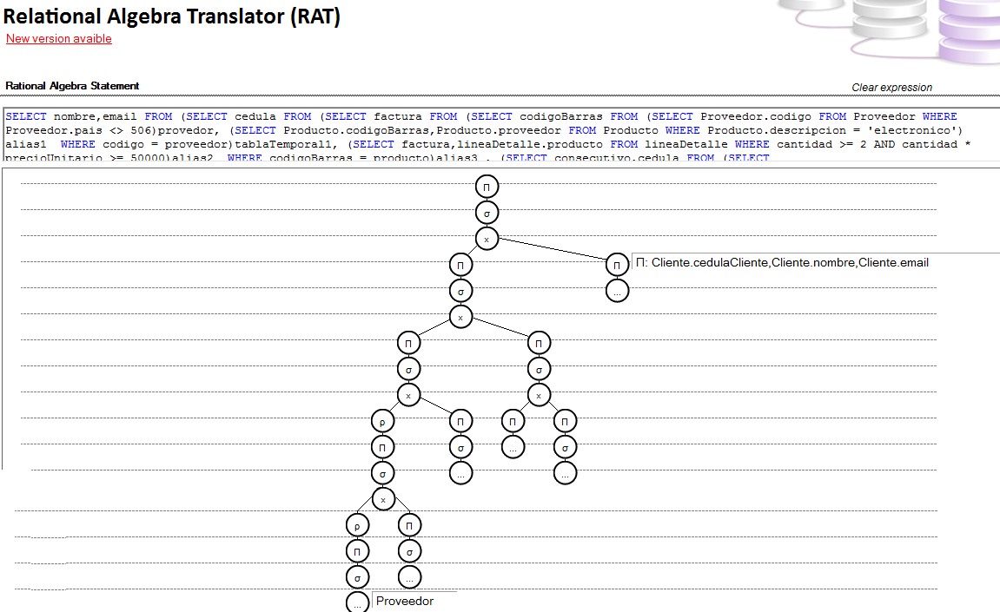 Relational Algebra Translator (RAT)
New version avaible
Rational Algebra Statement
Clear expression
SELECT nombre,email FROM (SELECT cedula FROM (SELECT factura FROM (SELECT codigoBarras FROM (SELECT Proveedor.codigo FROM Proveedor WHERE
Proveedor.pais <> 506)provedor, (SELECT Producto.codigoBarras,Producto.proveedor FROM Producto WHERE Producto.descripcion = 'electronico')
alias1 WHERE codigo = proveedor)tablaTemporal1, (SELECT factura,lineaDetalle.producto FROM lineaDetalle WHERE cantidad >= 2 AND cantidad *
precioUnitario >= 50000)alias2 WHERE codigoBarras = producto)alias3 , (SELECT consecutivo,cedula FROM (SELECT
Π
σ
x
Π Π Π: Cliente.cedulaCliente,Cliente.nombre,Cliente.email
σ ...
x
Π Π
σ σ
x x
ρ Π Π Π
Π σ ... σ
σ ... ...
x
ρ Π
Π σ
σ ...
... Proveedor